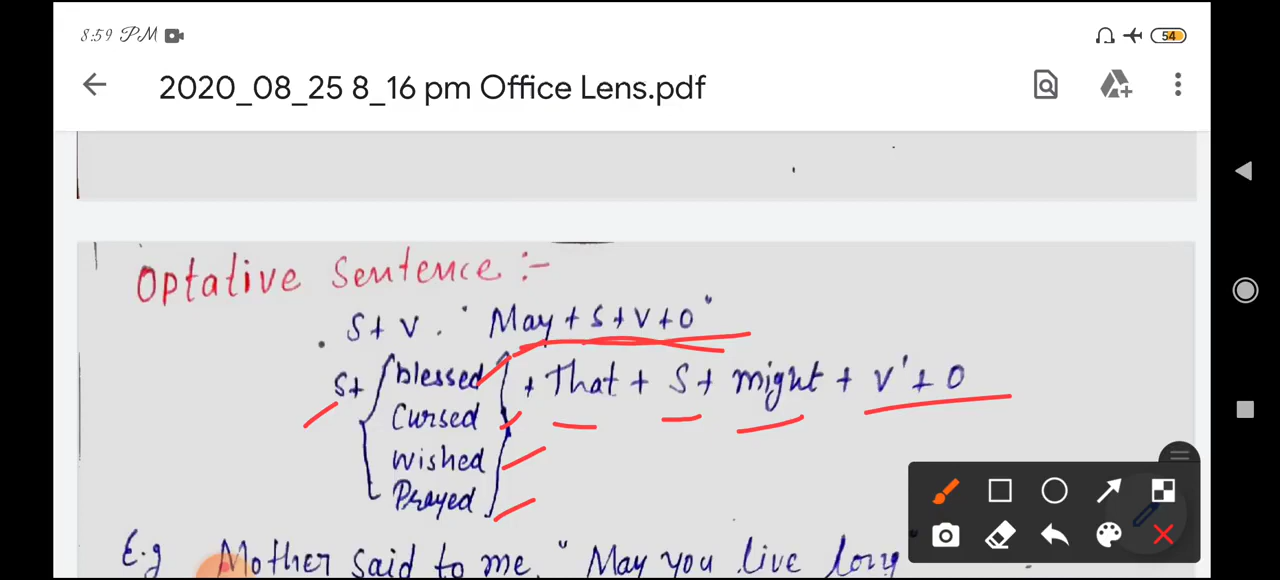 8:59 PM
54
2020_08_25 8_16 pm Office Lens.pdf
Optative Sentence :-
S + V . " May + S + V + O "
S + { blessed } + That + S + might + V' + O
Cursed
Wished
Prayed
E.g Mother said to me. " May you live long "